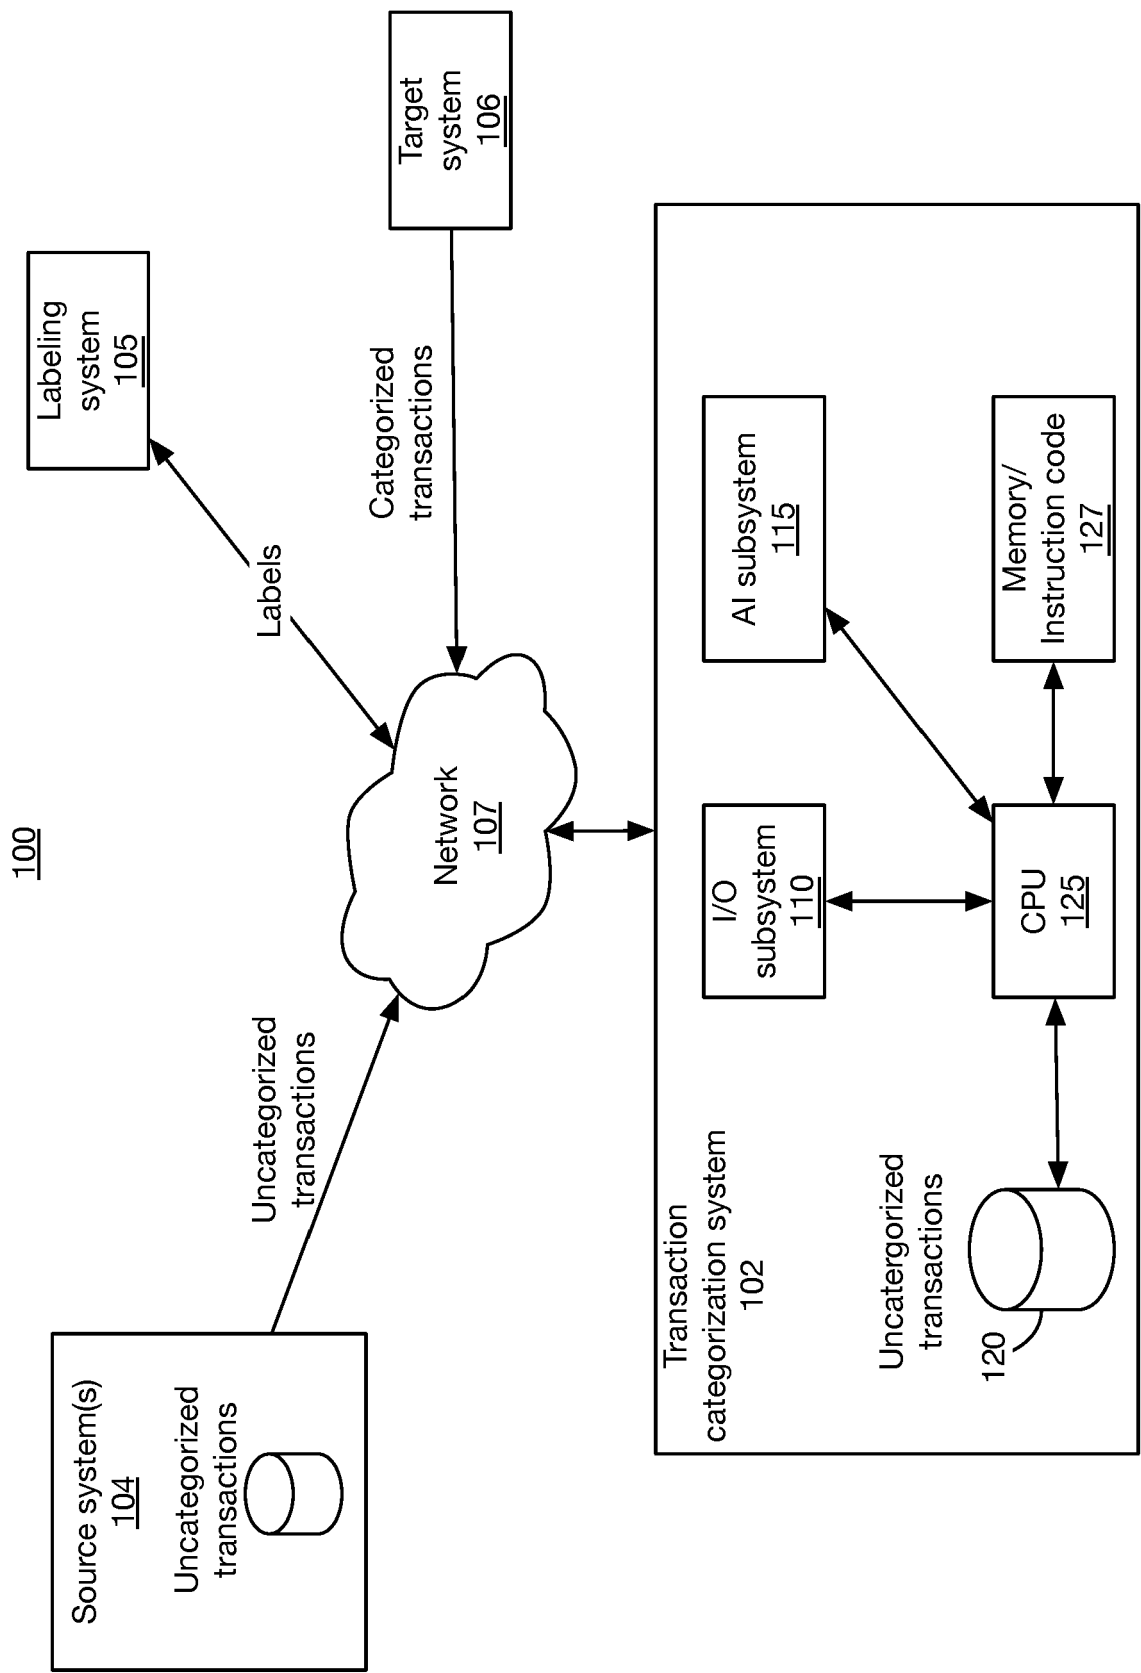 100
Source system(s)
104
Uncategorized
transactions
Uncategorized
transactions
Labels
Labeling
system
105
Categorized
transactions
Target
system
106
Network
107
Transaction
categorization system
102
Uncatergorized
transactions
120
I/O
subsystem
110
AI subsystem
115
CPU
125
Memory/
Instruction code
127